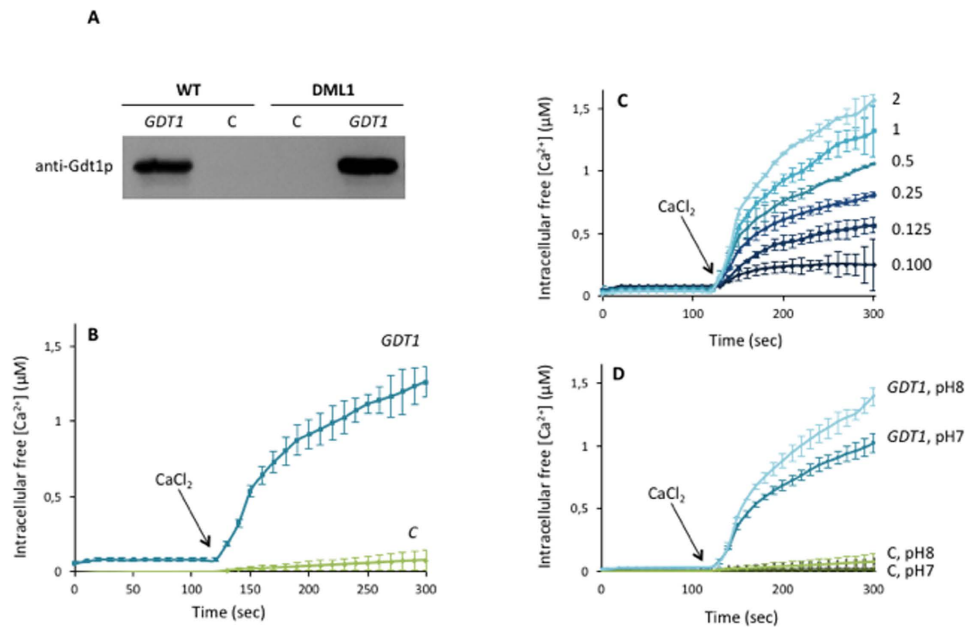 A
WT DML1
GDT1 C C GDT1
anti-Gdt1p
B
Intracellular free [Ca²⁺] (µM)
1,5
1
0,5
0
GDT1
CaCl₂
C
0 50 100 150 200 250 300
Time (sec)
C
Intracellular free [Ca²⁺] (µM)
1,5
1
0,5
0
CaCl₂
2
1
0.5
0.25
0.125
0.100
0 100 200 300
Time (sec)
D
Intracellular free [Ca²⁺] (µM)
1,5
1
0,5
0
GDT1, pH8
GDT1, pH7
CaCl₂
C, pH8
C, pH7
0 100 200 300
Time (sec)